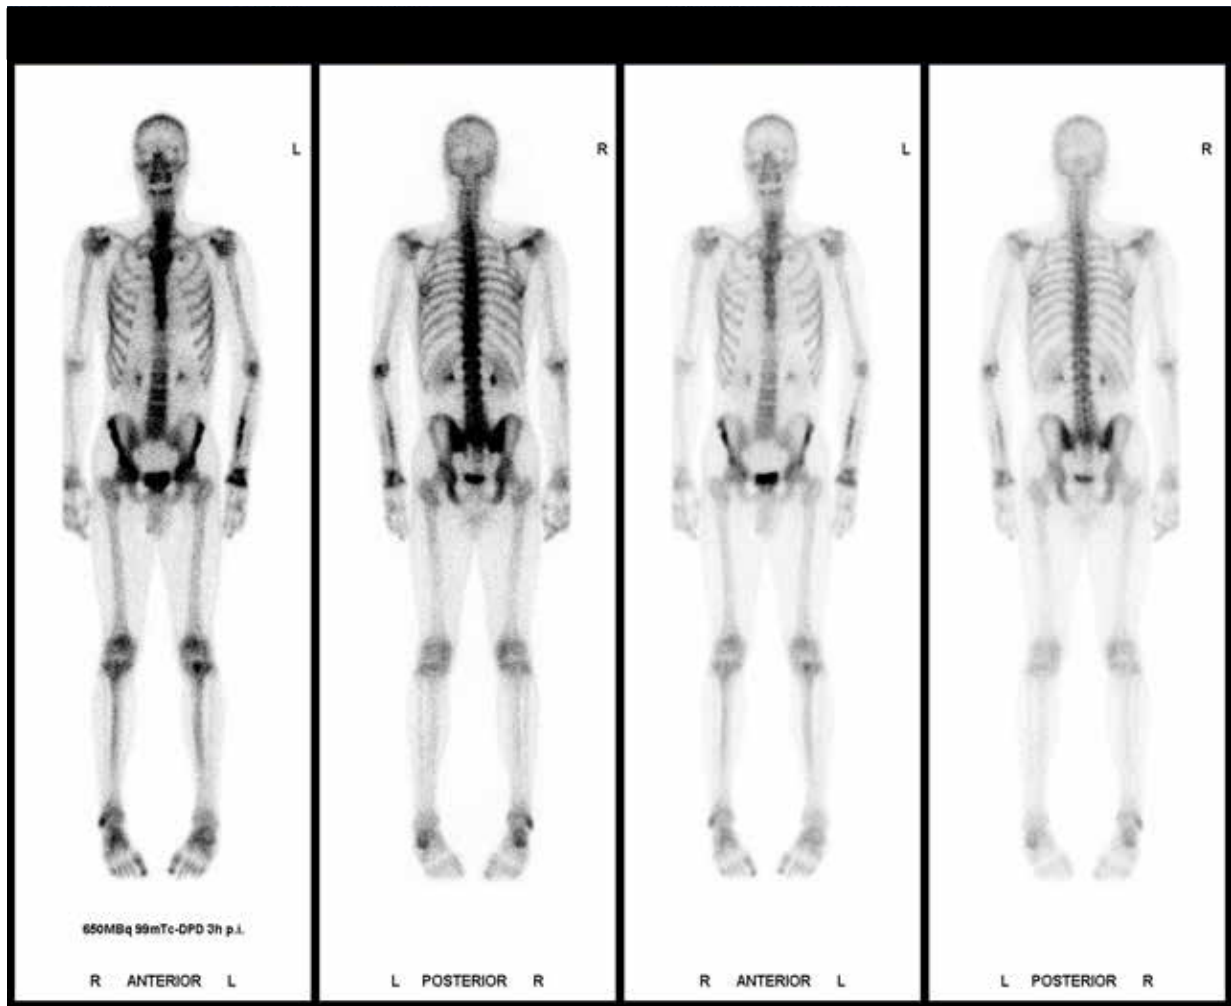 L
R
L
R
650MBq 99mTc-DPD 3h p.i.
R ANTERIOR L
L POSTERIOR R
R ANTERIOR L
L POSTERIOR R